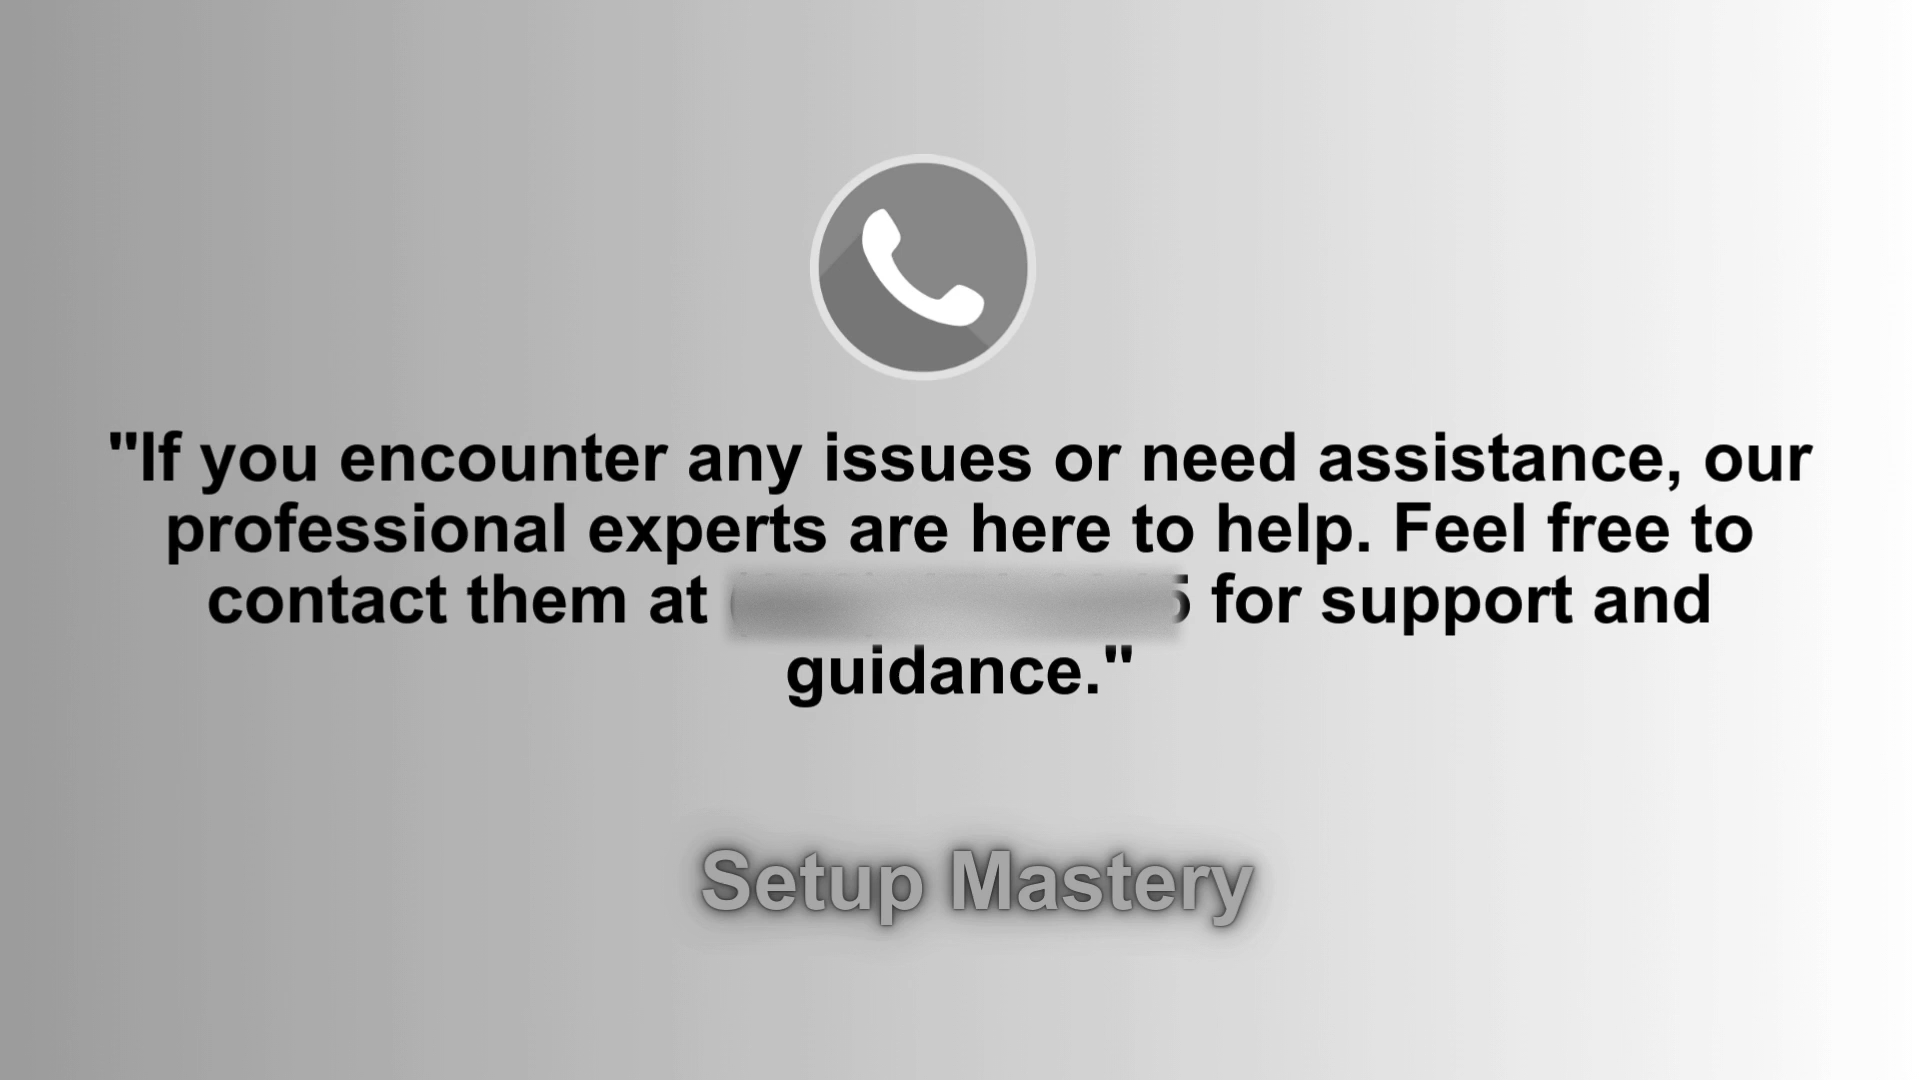 "If you encounter any issues or need assistance, our
professional experts are here to help. Feel free to
contact them at for support and
guidance."
Setup Mastery